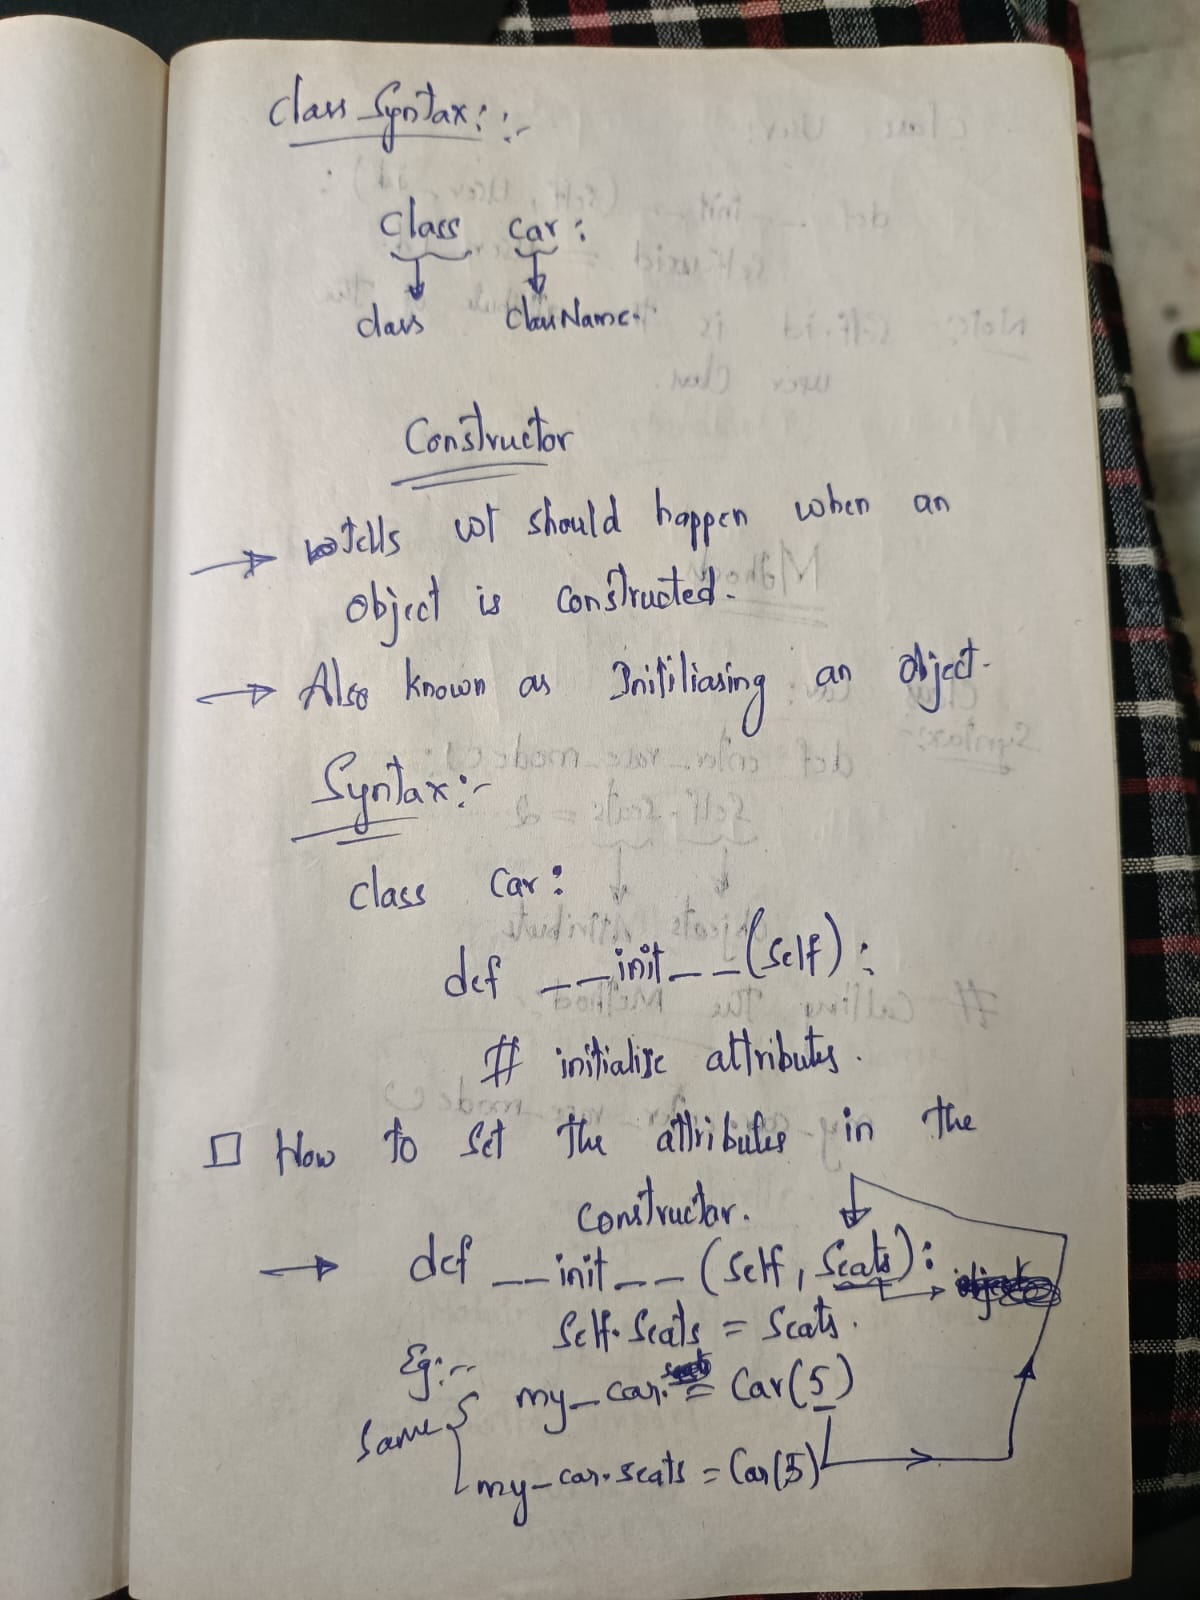 Class Syntax::-
Class Car:
class ClassName.
Constructor
→ Tells wt should happen when an
object is constructed.
→ Also known as Initiliasing an object.
Syntax:-
class Car:
def __init__(self):
# initialise attributes.
□ How to set the attributes in the
Constructor.
→ def __init__(self, seats):
self.seats = seats.
Eg:-
my_car. = Car(5)
same
my_car.seats = Car(5)